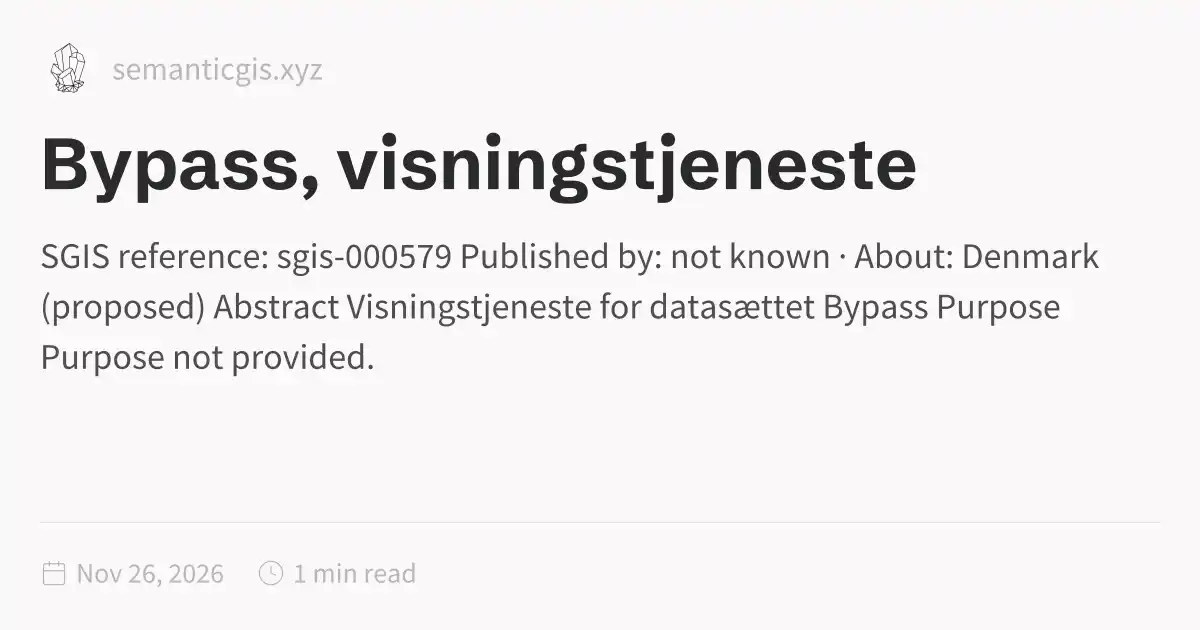 semanticgis.xyz
Bypass, visningstjeneste
SGIS reference: sgis-000579 Published by: not known · About: Denmark
(proposed) Abstract Visningstjeneste for datasættet Bypass Purpose
Purpose not provided.
Nov 26, 2026 1 min read